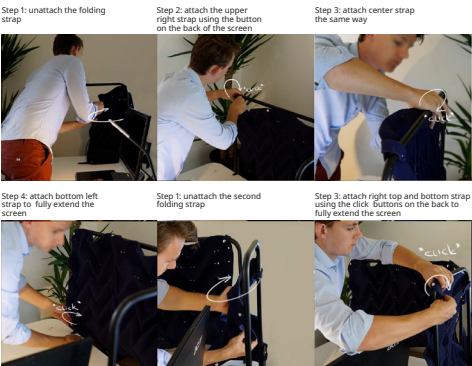 Step 1: unattach the folding
strap
Step 2: attach the upper
right strap using the button
on the back of the screen
Step 3: attach center strap
the same way
*click*
*click*
Step 4: attach bottom left
strap to fully extend the
screen
Step 1: unattach the second
folding strap
Step 3: attach right top and bottom strap
using the click buttons on the back to
fully extend the screen
*click*
*click*